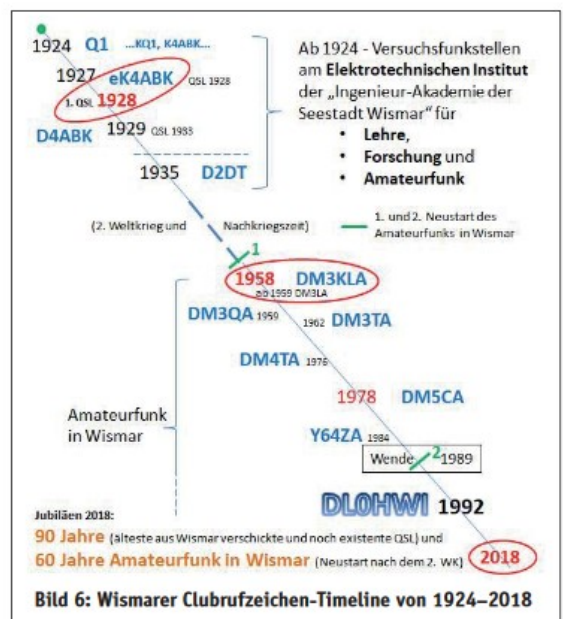 1924 Q1 ...KQ1, K4ABK...
1927 eK4ABK QSL 1928
1. QSL 1928
D4ABK 1929 QSL 1933
1935 D2DT
Ab 1924 - Versuchsfunkstellen
am Elektrotechnischen Institut
der „Ingenieur-Akademie der
Seestadt Wismar“ für
• Lehre,
• Forschung und
• Amateurfunk
(2. Weltkrieg und Nachkriegszeit)
1. und 2. Neustart des
Amateurfunks in Wismar
1
1958 DM3KLA
ab 1959 DM3LA
DM3QA 1959 1962 DM3TA
DM4TA 1976
1978 DM5CA
Amateurfunk
in Wismar
Y64ZA 1984
Wende 2 1989
DL0HWI 1992
Jubiläen 2018:
90 Jahre (älteste aus Wismar verschickte und noch existente QSL) und
60 Jahre Amateurfunk in Wismar (Neustart nach dem 2. WK) 2018
Bild 6: Wismarer Clubrufzeichen-Timeline von 1924–2018